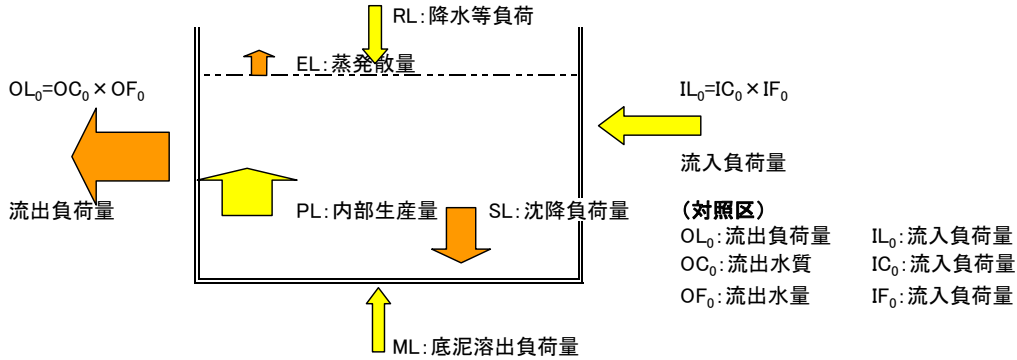 RL:降水等負荷
EL:蒸発散量
OL₀=OC₀×OF₀
IL₀=IC₀×IF₀
流入負荷量
流出負荷量
PL:内部生産量
SL:沈降負荷量
(対照区)
OL₀:流出負荷量 IL₀:流入負荷量
OC₀:流出水質 IC₀:流入負荷量
OF₀:流出水量 IF₀:流入負荷量
ML:底泥溶出負荷量